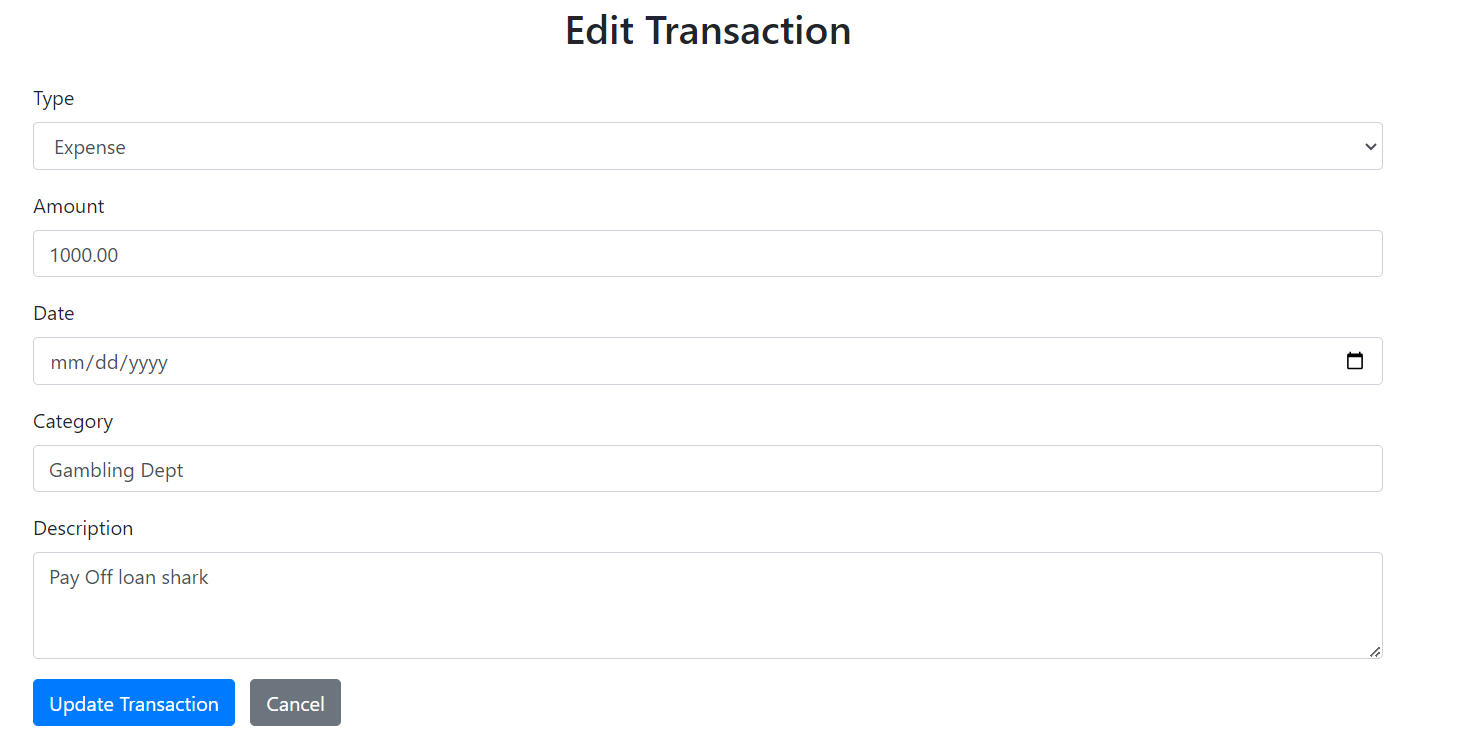 Edit Transaction
Type
Expense
Amount
1000.00
Date
mm/dd/yyyy
Category
Gambling Dept
Description
Pay Off loan shark
Update Transaction Cancel